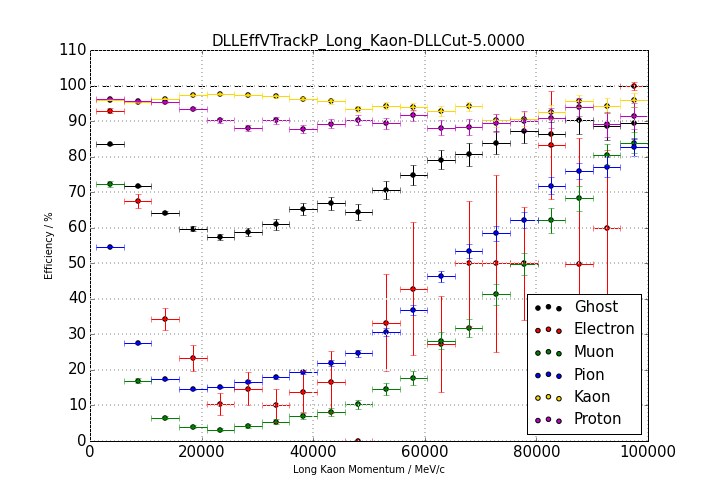 DLLEffVTrackP_Long_Kaon-DLLCut-5.0000
Efficiency / %
110
100
90
80
70
60
50
40
30
20
10
0
0 20000 40000 60000 80000 100000
Long Kaon Momentum / MeV/c
Ghost
Electron
Muon
Pion
Kaon
Proton